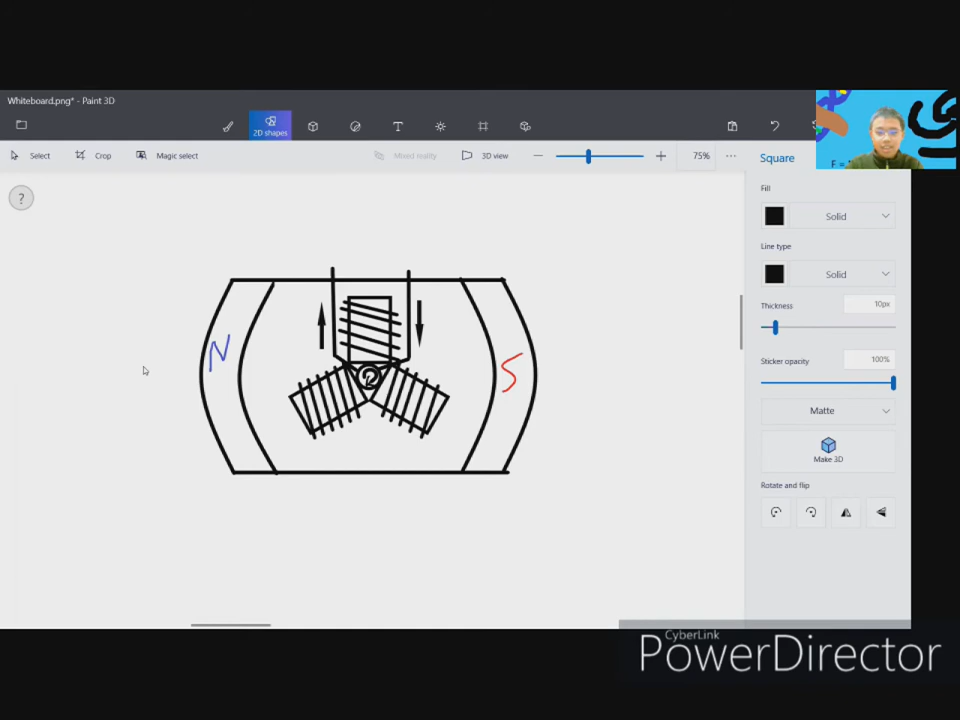 Whiteboard.png* - Paint 3D
2D shapes
Select
Crop
Magic select
Mixed reality
3D view
75%
Square
F =
?
Fill
Solid
Line type
Solid
Thickness
10px
Sticker opacity
100%
Matte
Make 3D
Rotate and flip
N
S
CyberLink
PowerDirector